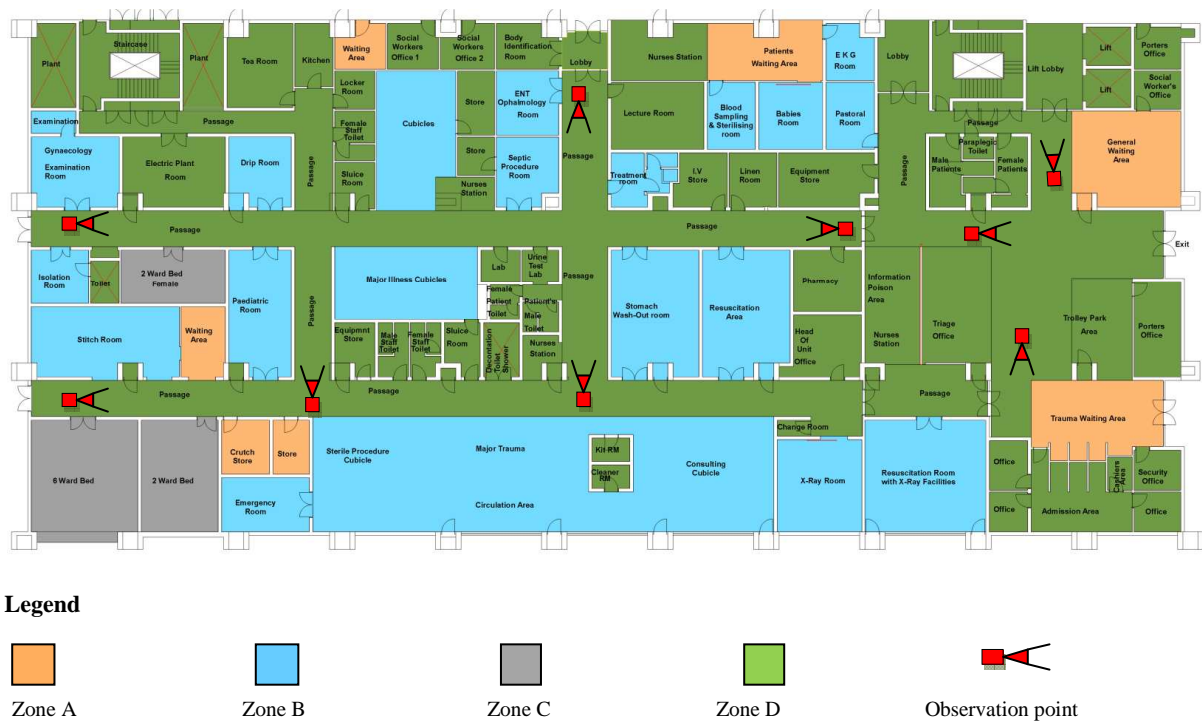 Staircase
Plant
Plant
Tea Room
Kitchen
Waiting
Area
Social
Workers
Office 1
Social
Workers
Office 2
Body
Identification
Room
Lobby
Nurses Station
Patients
Waiting Area
E K G
Room
Lobby
Lift Lobby
Lift
Lift
Porters
Office
Social
Worker's
Office
Locker
Room
Cubicles
Store
ENT
Ophalmology
Room
Lecture Room
Blood
Sampling
& Sterilising
room
Babies
Room
Pastoral
Room
Examination
Passage
Female
Staff
Toilet
Passage
Paraplegic
Toilet
General
Waiting
Area
Gynaecology
Examination
Room
Electric Plant
Room
Drip Room
Passage
Sluice
Room
Store
Nurses
Station
Septic
Procedure
Room
Passage
Treatment
room
I.V
Store
Linen
Room
Equipment
Store
Passage
Male
Patients
Female
Patients
Passage
Passage
Exit
Isolation
Room
Toilet
2 Ward Bed
Female
Paediatric
Room
Major Illness Cubicles
Lab
Urine
Test
Lab
Passage
Female
Patient
Toilet
Patient's
Male
Toilet
Stomach
Wash-Out room
Resuscitation
Area
Pharmacy
Information
Poison
Area
Stitch Room
Waiting
Area
Passage
Equipmnt
Store
Male
Staff
Toilet
Female
Staff
Toilet
Sluice
Room
Decontation
Toilet
Shower
Nurses
Station
Head
Of
Unit
Office
Nurses
Station
Triage
Office
Trolley Park
Area
Porters
Office
Passage
Passage
Passage
Trauma Waiting Area
Change Room
6 Ward Bed
2 Ward Bed
Crutch
Store
Store
Sterile Procedure
Cubicle
Major Trauma
Kit-RM
Cleaner
RM
Consulting
Cubicle
X-Ray Room
Resuscitation Room
with X-Ray Facilities
Office
Cashiers
Area
Security
Office
Emergency
Room
Circulation Area
Office
Admission Area
Office
Legend
Zone A
Zone B
Zone C
Zone D
Observation point